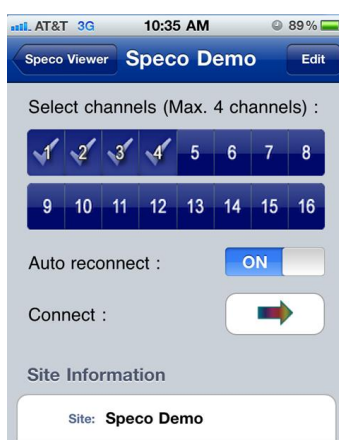 AT&T 3G 10:35 AM 89%
Speco Viewer Speco Demo Edit
Select channels (Max. 4 channels) :
1 2 3 4 5 6 7 8
9 10 11 12 13 14 15 16
Auto reconnect : ON
Connect :
Site Information
Site: Speco Demo